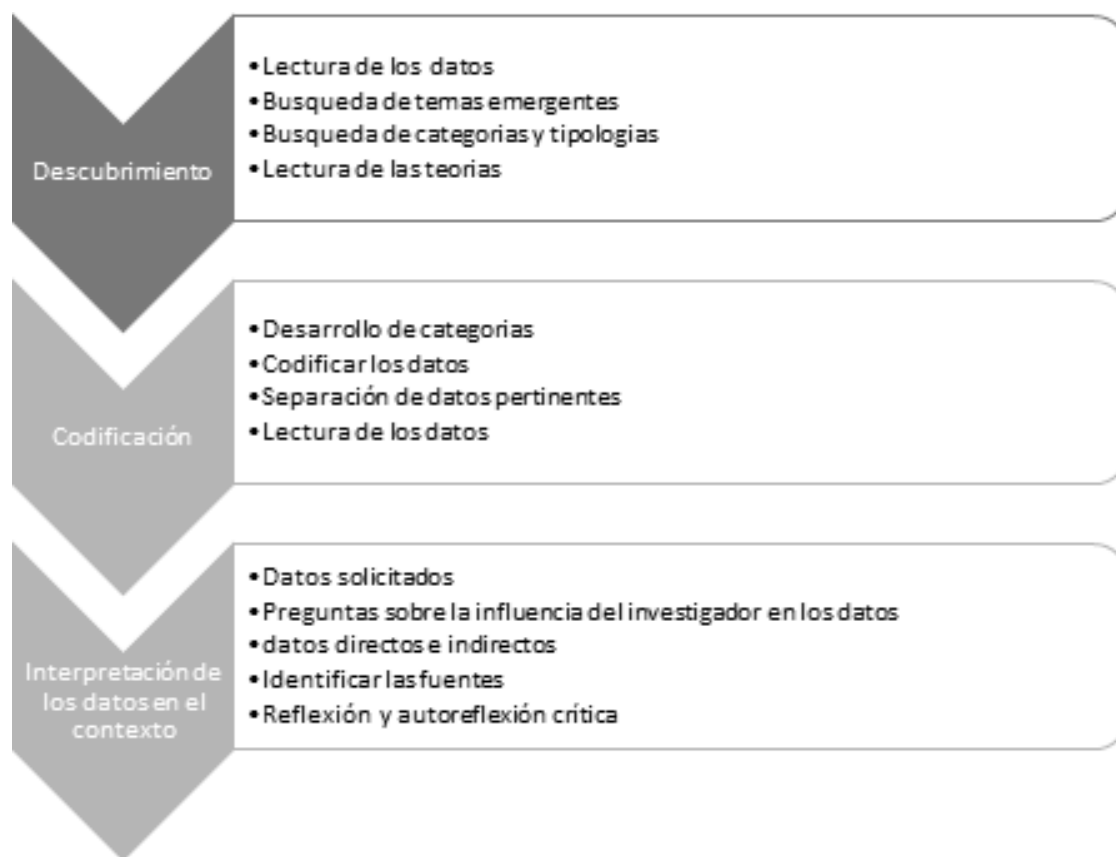 Descubrimiento
•Lectura de los datos
•Busqueda de temas emergentes
•Busqueda de categorias y tipologias
•Lectura de las teorias
Codificación
•Desarrollo de categorias
•Codificar los datos
•Separación de datos pertinentes
•Lectura de los datos
Interpretación de
los datos en el
contexto
•Datos solicitados
•Preguntas sobre la influencia del investigador en los datos
•datos directos e indirectos
•Identificar las fuentes
•Reflexión y autoreflexión crítica